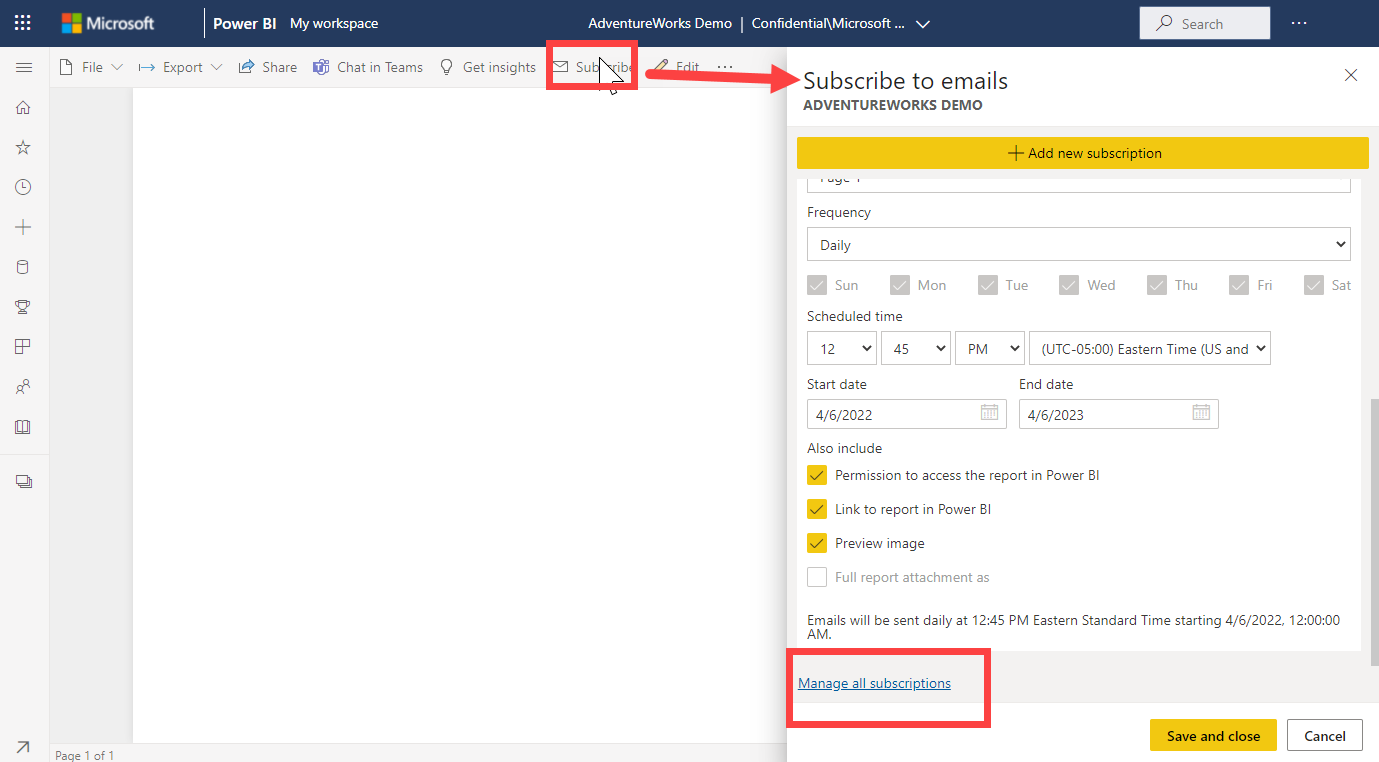 Microsoft Power BI My workspace AdventureWorks Demo | Confidential\Microsoft ... Search ...
File Export Share Chat in Teams Get insights Subscribe Edit ...
Subscribe to emails
ADVENTUREWORKS DEMO
Add new subscription
Page 1
Frequency
Daily
Sun Mon Tue Wed Thu Fri Sat
Scheduled time
12 45 PM (UTC-05:00) Eastern Time (US and
Start date End date
4/6/2022 4/6/2023
Also include
Permission to access the report in Power BI
Link to report in Power BI
Preview image
Full report attachment as
Emails will be sent daily at 12:45 PM Eastern Standard Time starting 4/6/2022, 12:00:00
AM.
Manage all subscriptions
Save and close Cancel
Page 1 of 1